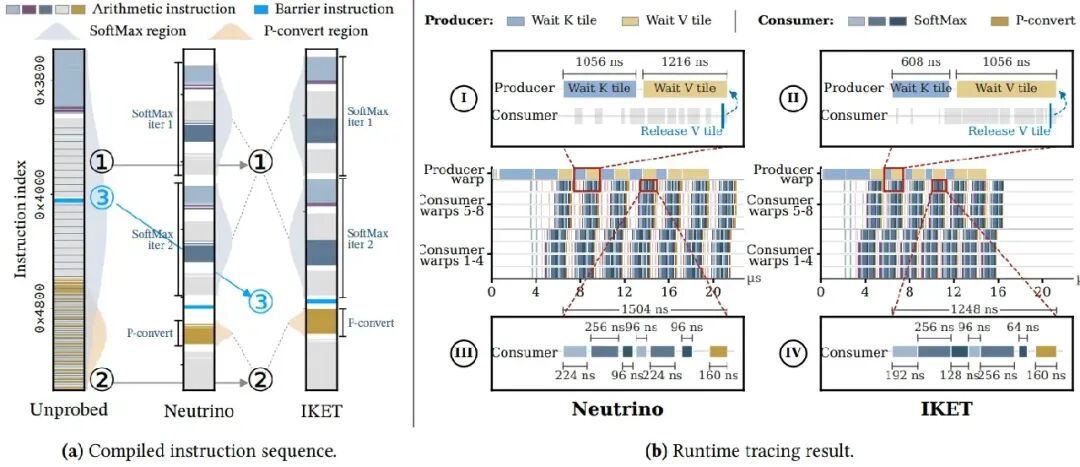 Arithmetic instruction Barrier instruction
SoftMax region P-convert region
Instruction index
0x3800
0x4000
0x4800
1
3
2
SoftMax
iter 1
SoftMax
iter 2
P-convert
1
3
2
SoftMax
iter 1
SoftMax
iter 2
P-convert
Unprobed Neutrino IKET
(a) Compiled instruction sequence.
Producer: Wait K tile Wait V tile Consumer: SoftMax P-convert
I
1056 ns 1216 ns
Producer Wait K tile Wait V tile
Consumer
Release V tile
II
608 ns 1056 ns
Producer Wait K tile Wait V tile
Consumer
Release V tile
Producer
warp
Consumer
warps 5-8
Consumer
warps 1-4
0 4 8 12 16 20 μs
Producer
warp
Consumer
warps 5-8
Consumer
warps 1-4
0 4 8 12 16 20
III
1504 ns
256 ns 96 ns 96 ns
Consumer
224 ns 96 ns 224 ns 160 ns
IV
1248 ns
256 ns 96 ns 64 ns
Consumer
192 ns 128 ns 256 ns 160 ns
Neutrino IKET
(b) Runtime tracing result.